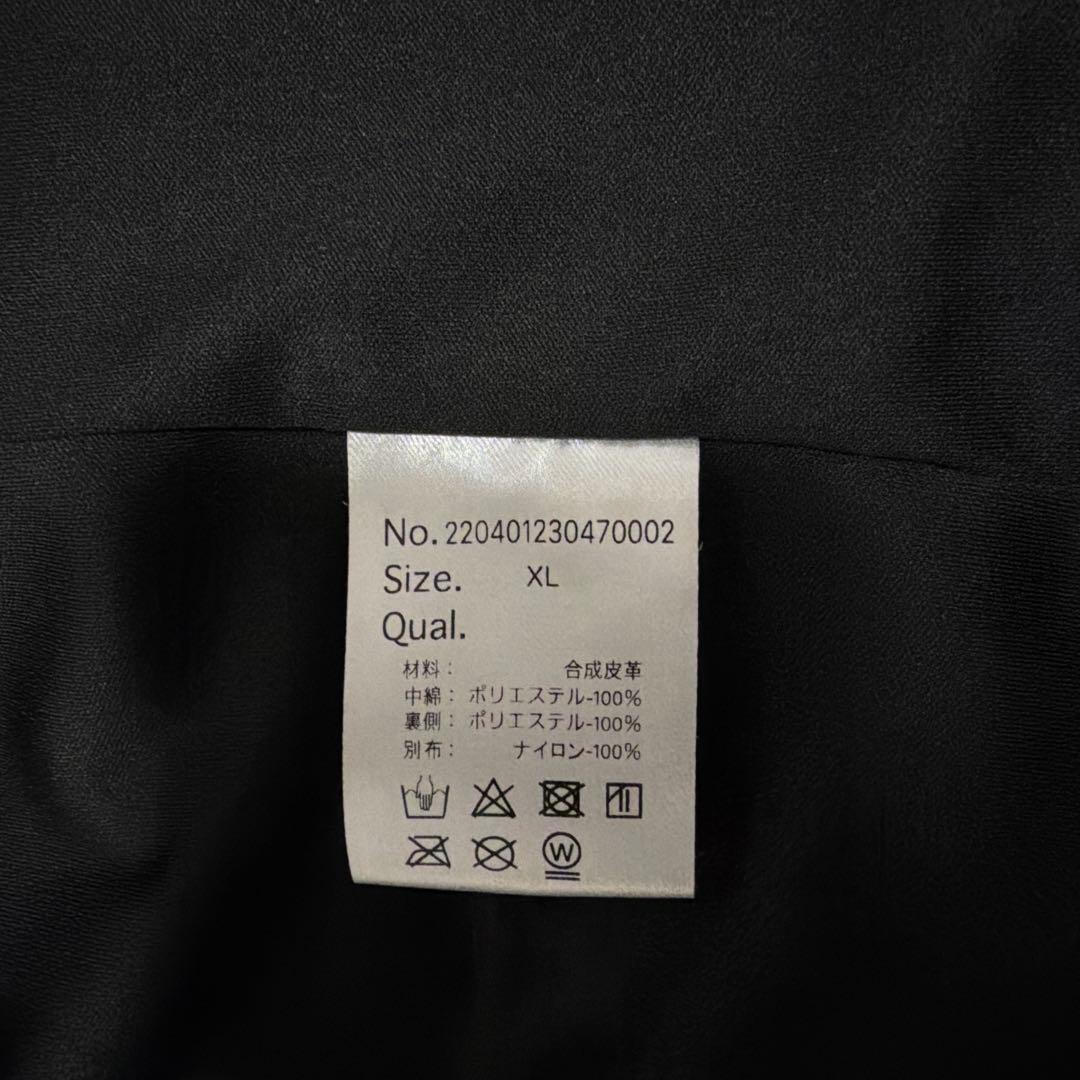 No. 220401230470002
Size. XL
Qual.
材料： 合成皮革
中綿： ポリエステル-100%
裏側： ポリエステル-100%
別布： ナイロン-100%
W